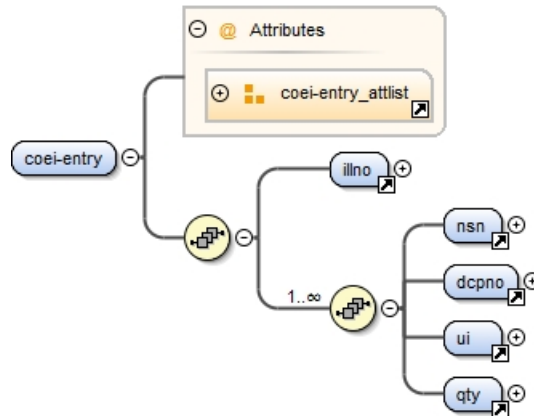 @ Attributes
coei-entry_attlist
coei-entry
illno
nsn
1..∞
dcpno
ui
qty